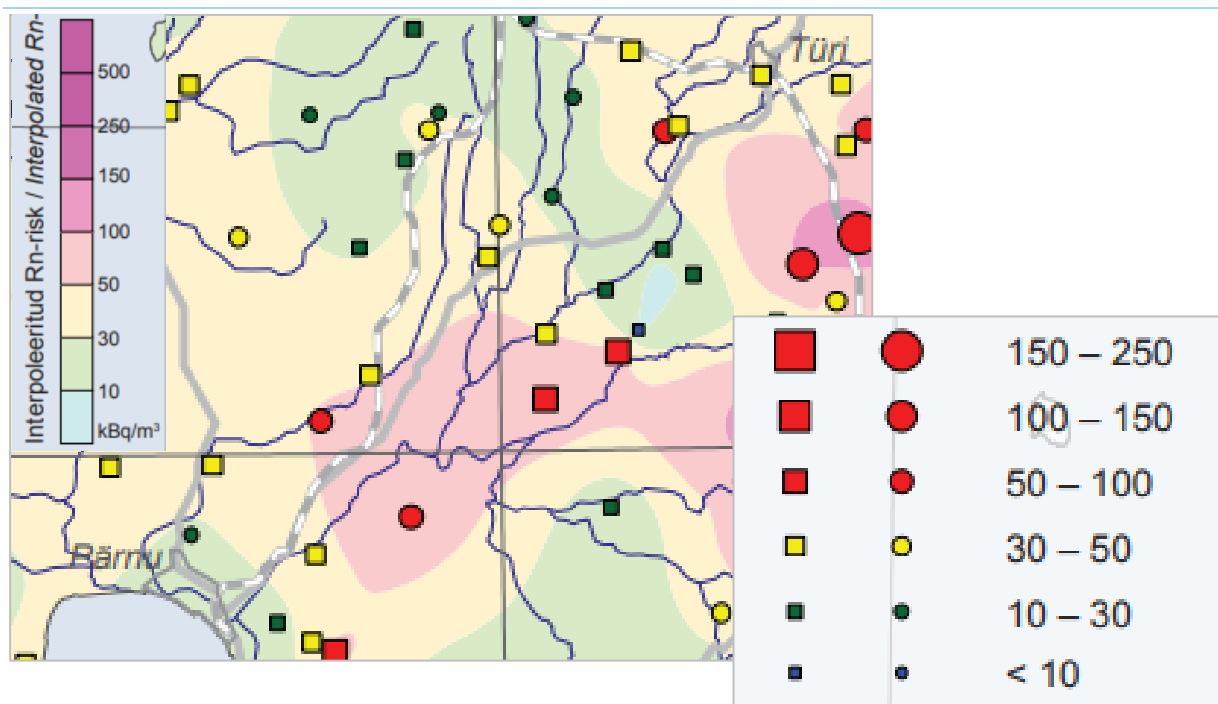 Interpoleeritud Rn-risk / Interpolated Rn-
500
250
150
100
50
30
10
kBq/m³
Türi
Pärnu
150 – 250
100 – 150
50 – 100
30 – 50
10 – 30
< 10